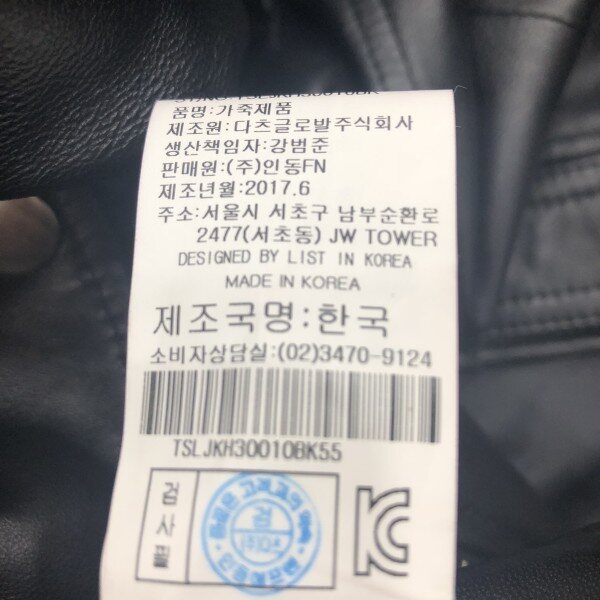 품명:가죽제품
제조원:다츠글로발주식회사
생산책임자:강범준
판매원:(주)인동FN
제조년월:2017.6
주소:서울시 서초구 남부순환로
2477(서초동) JW TOWER
DESIGNED BY LIST IN KOREA
MADE IN KOREA
제조국명:한국
소비자상담실:(02)3470-9124
TSLJKH30010BK55
검사필
검